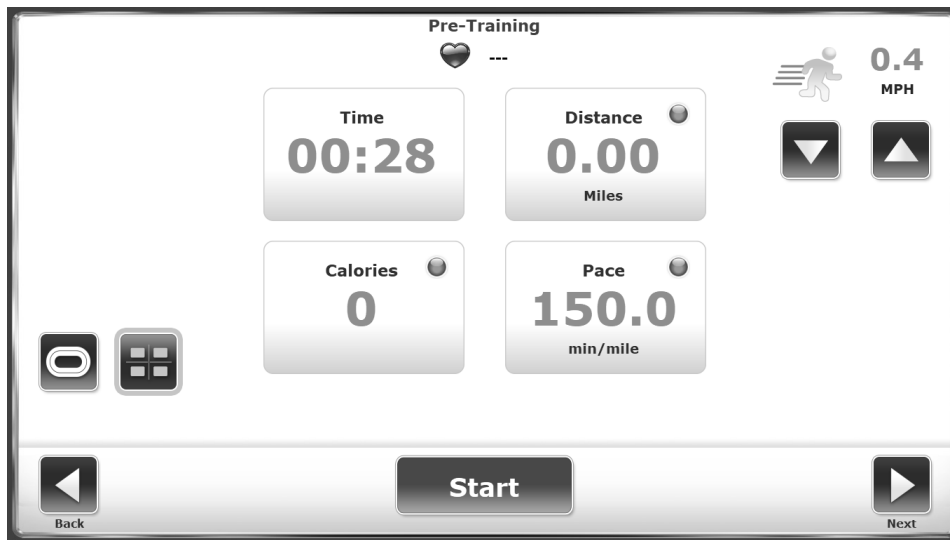 Pre-Training
---
0.4
MPH
Time
00:28
Distance
0.00
Miles
Calories
0
Pace
150.0
min/mile
Start
Back
Next